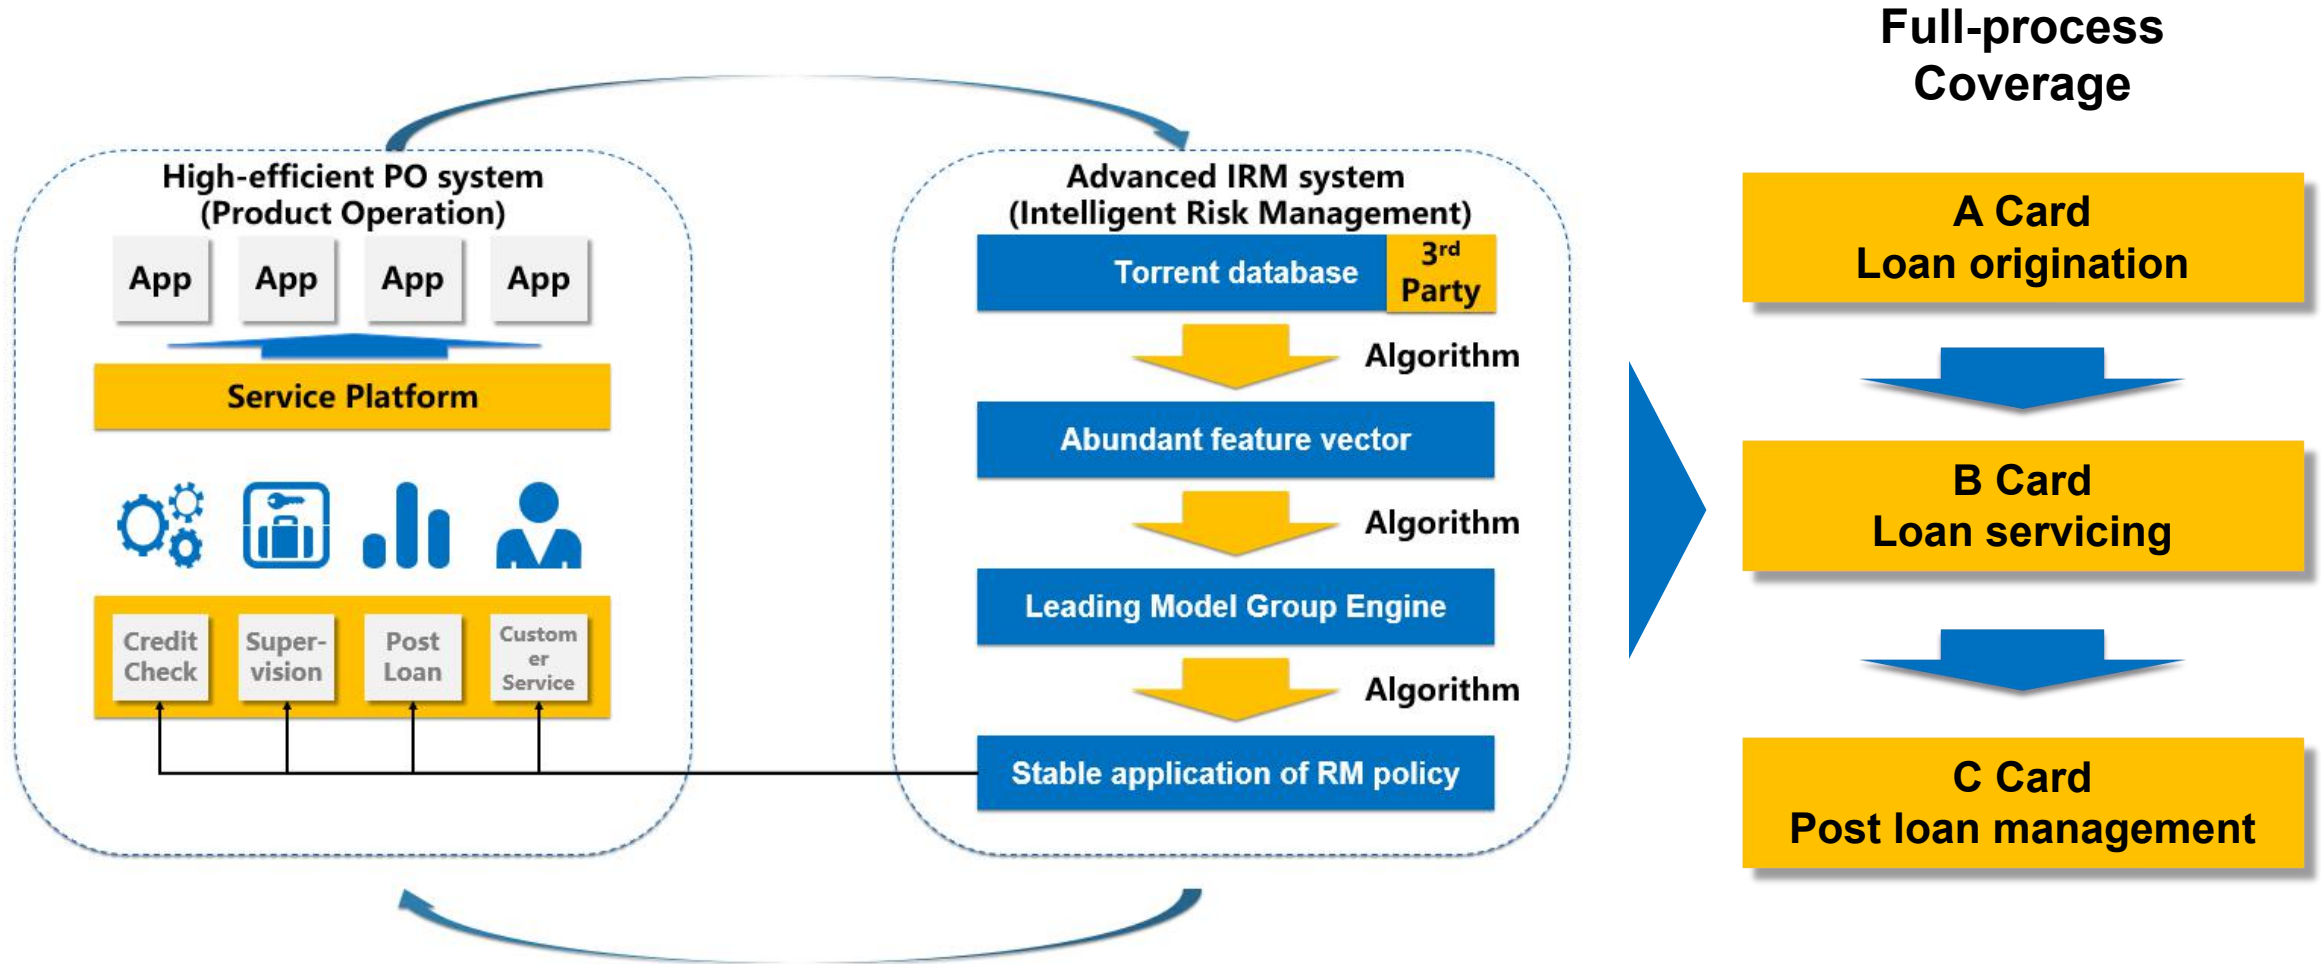 High-efficient PO system
(Product Operation)
App
App
App
App
Service Platform
Credit
Check
Super-
vision
Post
Loan
Custom
er
Service
Advanced IRM system
(Intelligent Risk Management)
Torrent database
3rd
Party
Algorithm
Abundant feature vector
Algorithm
Leading Model Group Engine
Algorithm
Stable application of RM policy
Full-process
Coverage
A Card
Loan origination
B Card
Loan servicing
C Card
Post loan management